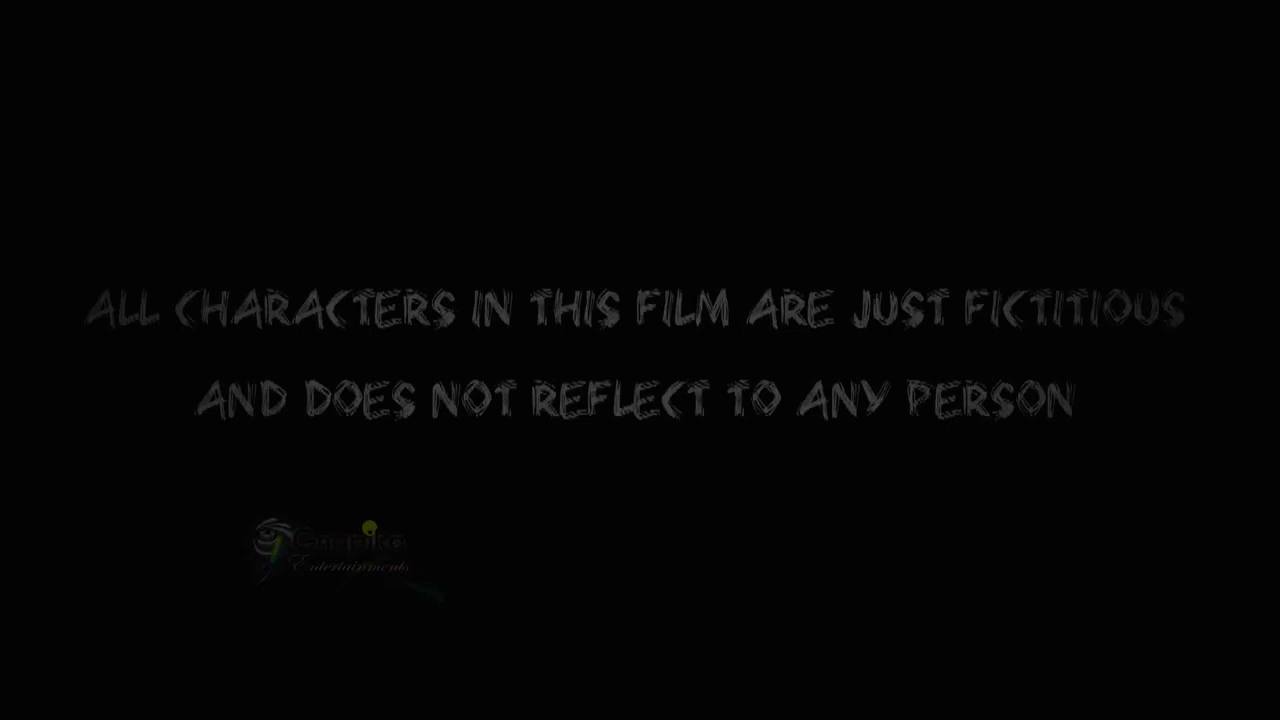 ALL CHARACTERS IN THIS FILM ARE JUST FICTITIOUS
AND DOES NOT REFLECT TO ANY PERSON
Entertainments